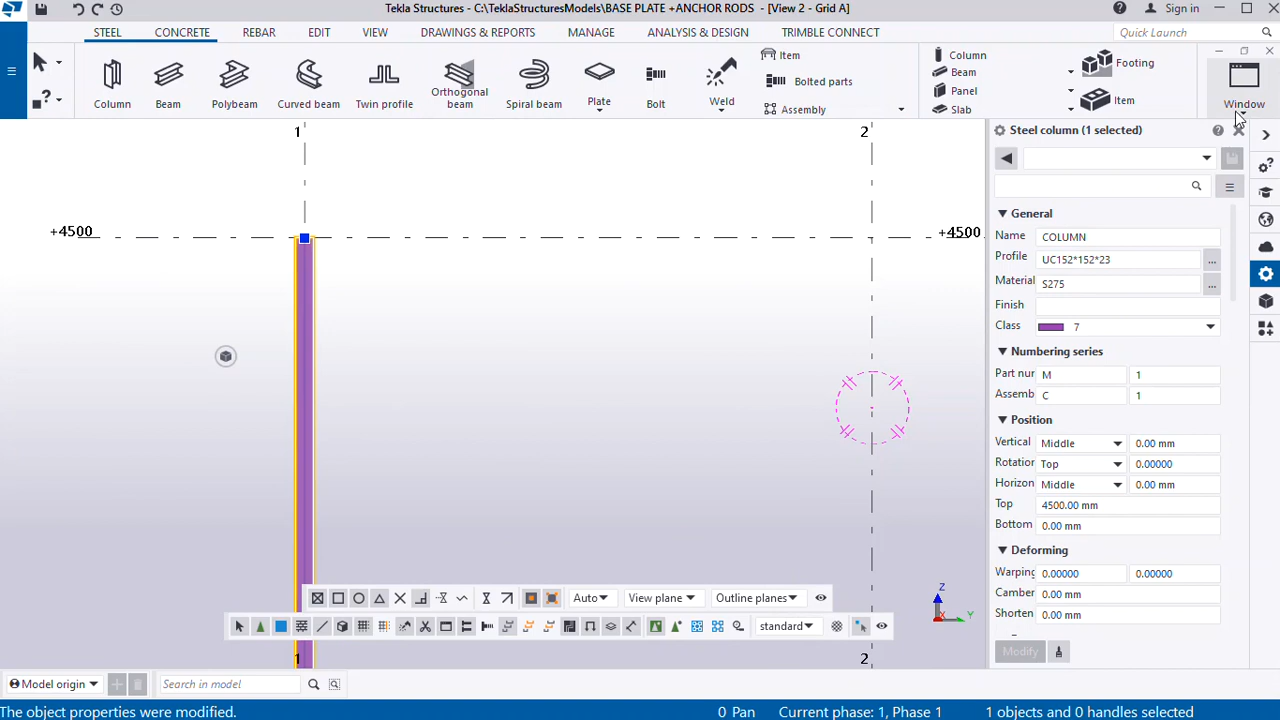 Tekla Structures - C:\TeklaStructuresModels\BASE PLATE +ANCHOR RODS - [View 2 - Grid A]
Sign in
STEEL CONCRETE REBAR EDIT VIEW DRAWINGS & REPORTS MANAGE ANALYSIS & DESIGN TRIMBLE CONNECT
Quick Launch
Column Beam Polybeam Curved beam Twin profile Orthogonal beam Spiral beam Plate Bolt Weld
Item
Bolted parts
Assembly
Column
Beam
Panel
Slab
Footing
Item
Window
1
2
+4500
+4500
1
2
Z
Y
X
Steel column (1 selected)
General
Name COLUMN
Profile UC152*152*23 ...
Material S275 ...
Finish
Class 7
Numbering series
Part nur M 1
Assemb C 1
Position
Vertical Middle 0.00 mm
Rotation Top 0.00000
Horizon Middle 0.00 mm
Top 4500.00 mm
Bottom 0.00 mm
Deforming
Warping 0.00000 0.00000
Camber 0.00 mm
Shorten 0.00 mm
Modify
Auto View plane Outline planes
standard
Model origin Search in model
The object properties were modified. 0 Pan Current phase: 1, Phase 1 1 objects and 0 handles selected